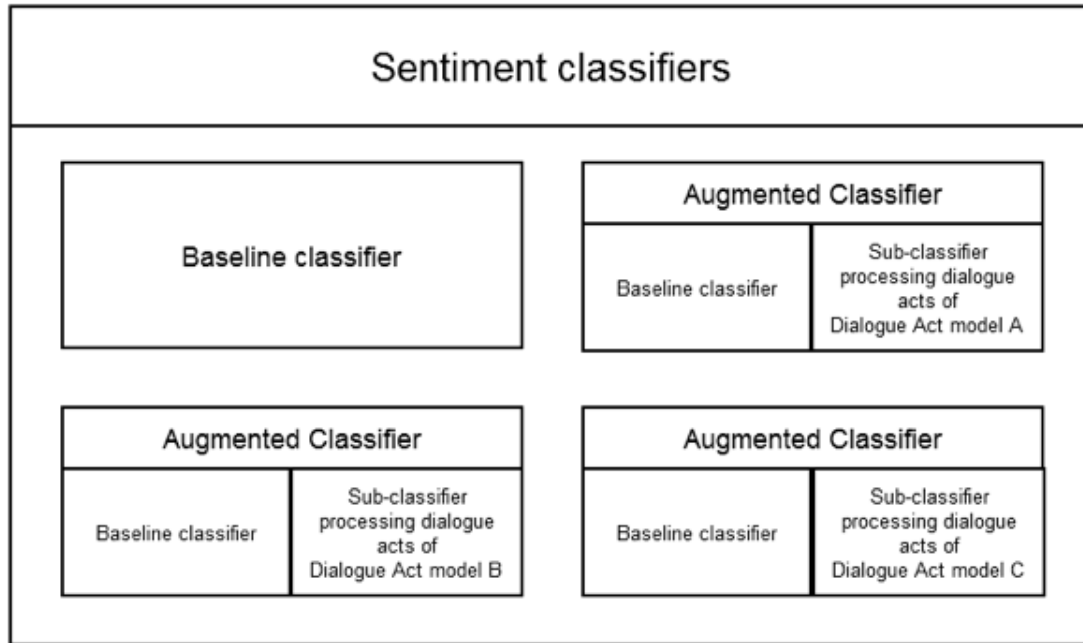 Sentiment classifiers
Baseline classifier
Augmented Classifier
Baseline classifier
Sub-classifier
processing dialogue
acts of
Dialogue Act model A
Augmented Classifier
Baseline classifier
Sub-classifier
processing dialogue
acts of
Dialogue Act model B
Augmented Classifier
Baseline classifier
Sub-classifier
processing dialogue
acts of
Dialogue Act model C